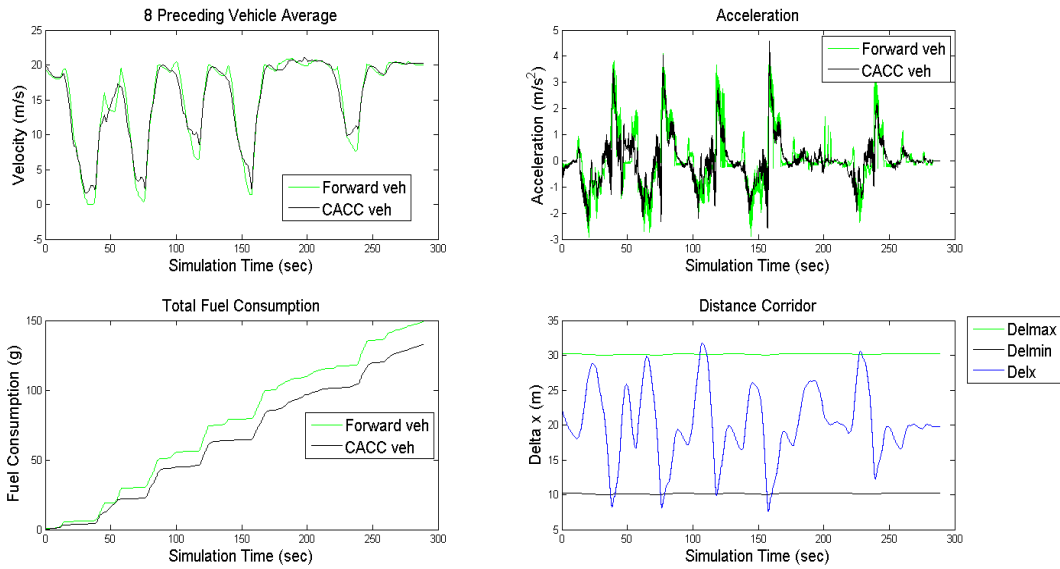 8 Preceding Vehicle Average
25
20
15
10
5
0
-5
Velocity (m/s)
Forward veh
CACC veh
0 50 100 150 200 250 300
Simulation Time (sec)
Acceleration
5
4
3
2
1
0
-1
-2
-3
Acceleration (m/s²)
Forward veh
CACC veh
0 50 100 150 200 250 300
Simulation Time (sec)
Total Fuel Consumption
150
100
50
0
Fuel Consumption (g)
Forward veh
CACC veh
0 50 100 150 200 250 300
Simulation Time (sec)
Distance Corridor
35
30
25
20
15
10
5
Delta x (m)
Delmax
Delmin
Delx
0 50 100 150 200 250 300
Simulation Time (sec)